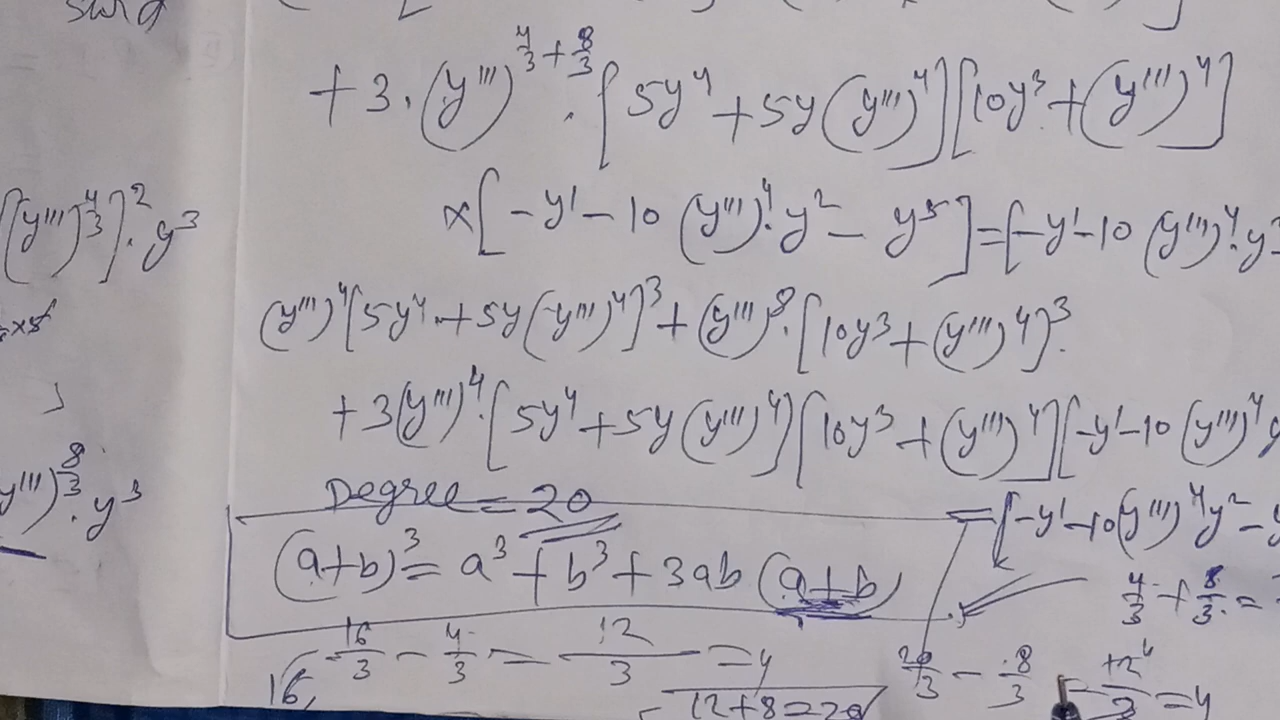 + 3. (y''')^{4/3 + 8/3} . [5y^4 + 5y(y''')^4] [10y^3 + (y''')^4]
[(y''')^{4/3}]^2 . y^3
x[-y' - 10 (y''')^4 . y^2 - y^5] = [-y' - 10 (y''')^4 . y^2
(y''')^4 [5y^4 + 5y(y''')^4]^3 + (y''')^8 . [10y^3 + (y''')^4]^3
+ 3(y''')^4 . [5y^4 + 5y(y''')^4] [10y^3 + (y''')^4] [-y' - 10 (y''')^4
y''')^{8/3} . y^3
Degree = 20
= [-y' - 10(y''')^4 y^2 -
(a+b)^3 = a^3 + b^3 + 3ab (a+b)
4/3 + 8/3 =
16/3 - 4/3 = 12/3 = 4
20/3 - 8/3 = 12/3 = 4
16,
= 12+8=20